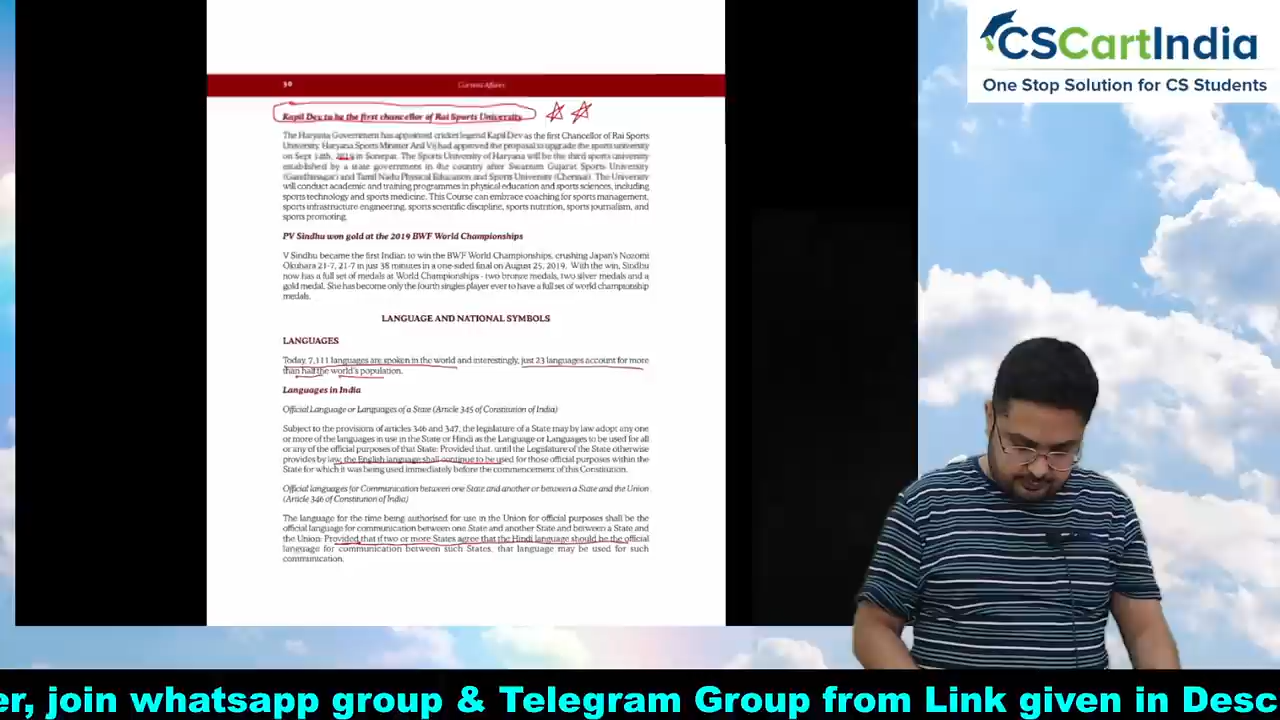 CSCartIndia
One Stop Solution for CS Students
30
Current Affairs
Kapil Dev to be the first chancellor of Rai Sports University
The Haryana Government has appointed cricket legend Kapil Dev as the first Chancellor of Rai Sports
University. Haryana Sports Minister Anil Vij had approved the proposal to upgrade the sports university
on Sept 14th, 2019 in Sonepat. The Sports University of Haryana will be the third sports university
established by a state government in the country after Swarnim Gujarat Sports University
(Gandhinagar) and Tamil Nadu Physical Education and Sports University (Chennai). The University
will conduct academic and training programmes in physical education and sports sciences, including
sports technology and sports medicine. This Course can embrace coaching for sports management,
sports infrastructure engineering, sports scientific discipline, sports nutrition, sports journalism, and
sports promoting.
PV Sindhu won gold at the 2019 BWF World Championships
V Sindhu became the first Indian to win the BWF World Championships, crushing Japan's Nozomi
Okuhara 21-7, 21-7 in just 38 minutes in a one-sided final on August 25, 2019. With the win, Sindhu
now has a full set of medals at World Championships - two bronze medals, two silver medals and a
gold medal. She has become only the fourth singles player ever to have a full set of world championship
medals.
LANGUAGE AND NATIONAL SYMBOLS
LANGUAGES
Today, 7,111 languages are spoken in the world and interestingly, just 23 languages account for more
than half the world's population.
Languages in India
Official Language or Languages of a State (Article 345 of Constitution of India)
Subject to the provisions of articles 346 and 347, the legislature of a State may by law adopt any one
or more of the languages in use in the State or Hindi as the Language or Languages to be used for all
or any of the official purposes of that State: Provided that, until the Legislature of the State otherwise
provides by law, the English language shall continue to be used for those official purposes within the
State for which it was being used immediately before the commencement of this Constitution.
Official languages for Communication between one State and another or between a State and the Union
(Article 346 of Constitution of India)
The language for the time being authorised for use in the Union for official purposes shall be the
official language for communication between one State and another State and between a State and
the Union: Provided that if two or more States agree that the Hindi language should be the official
language for communication between such States, that language may be used for such
communication.
er, join whatsapp group & Telegram Group from Link given in Desc